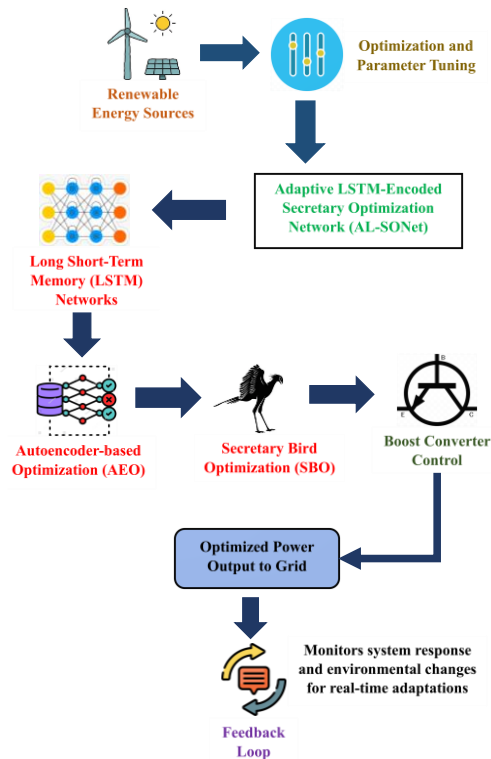 Optimization and
Parameter Tuning
Renewable
Energy Sources
Adaptive LSTM-Encoded
Secretary Optimization
Network (AL-SONet)
Long Short-Term
Memory (LSTM)
Networks
B
E
C
Autoencoder-based
Optimization (AEO)
Secretary Bird
Optimization (SBO)
Boost Converter
Control
Optimized Power
Output to Grid
Monitors system response
and environmental changes
for real-time adaptations
Feedback
Loop